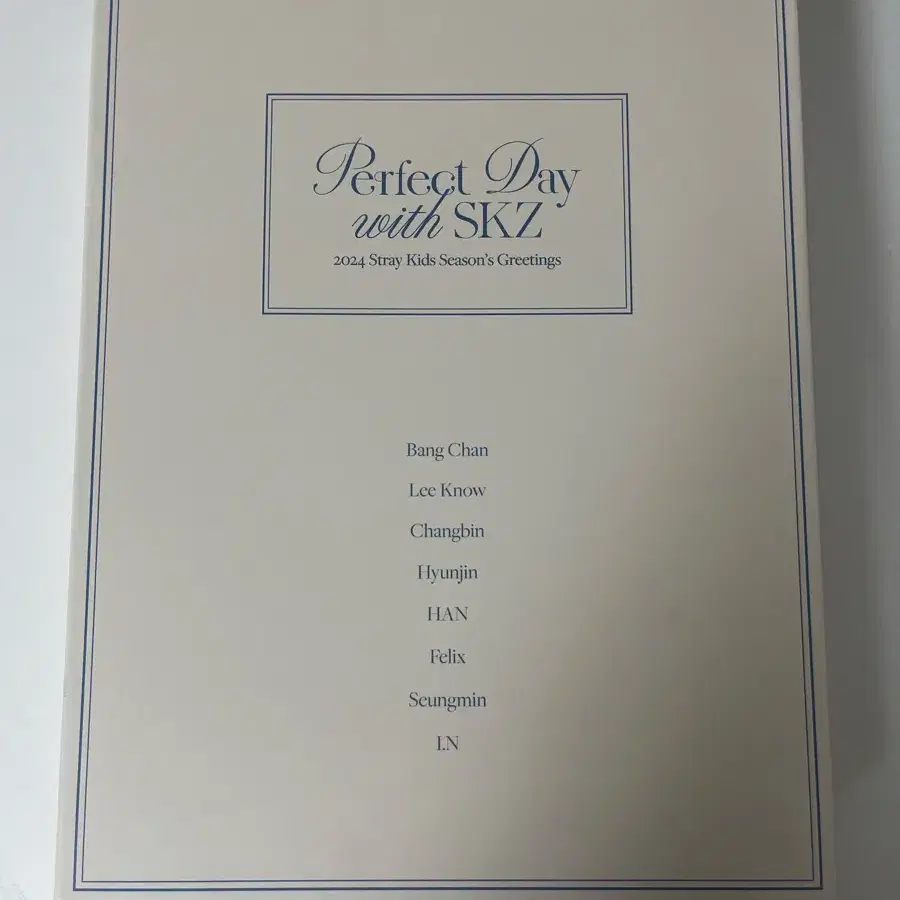 Perfect Day
with SKZ
2024 Stray Kids Season's Greetings
Bang Chan
Lee Know
Changbin
Hyunjin
HAN
Felix
Seungmin
I.N